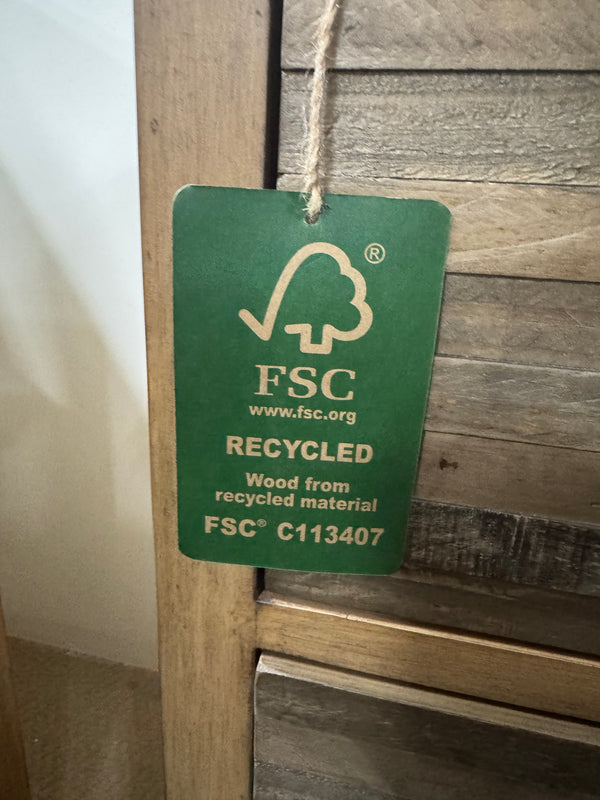 ®
FSC
www.fsc.org
RECYCLED
Wood from
recycled material
FSC® C113407